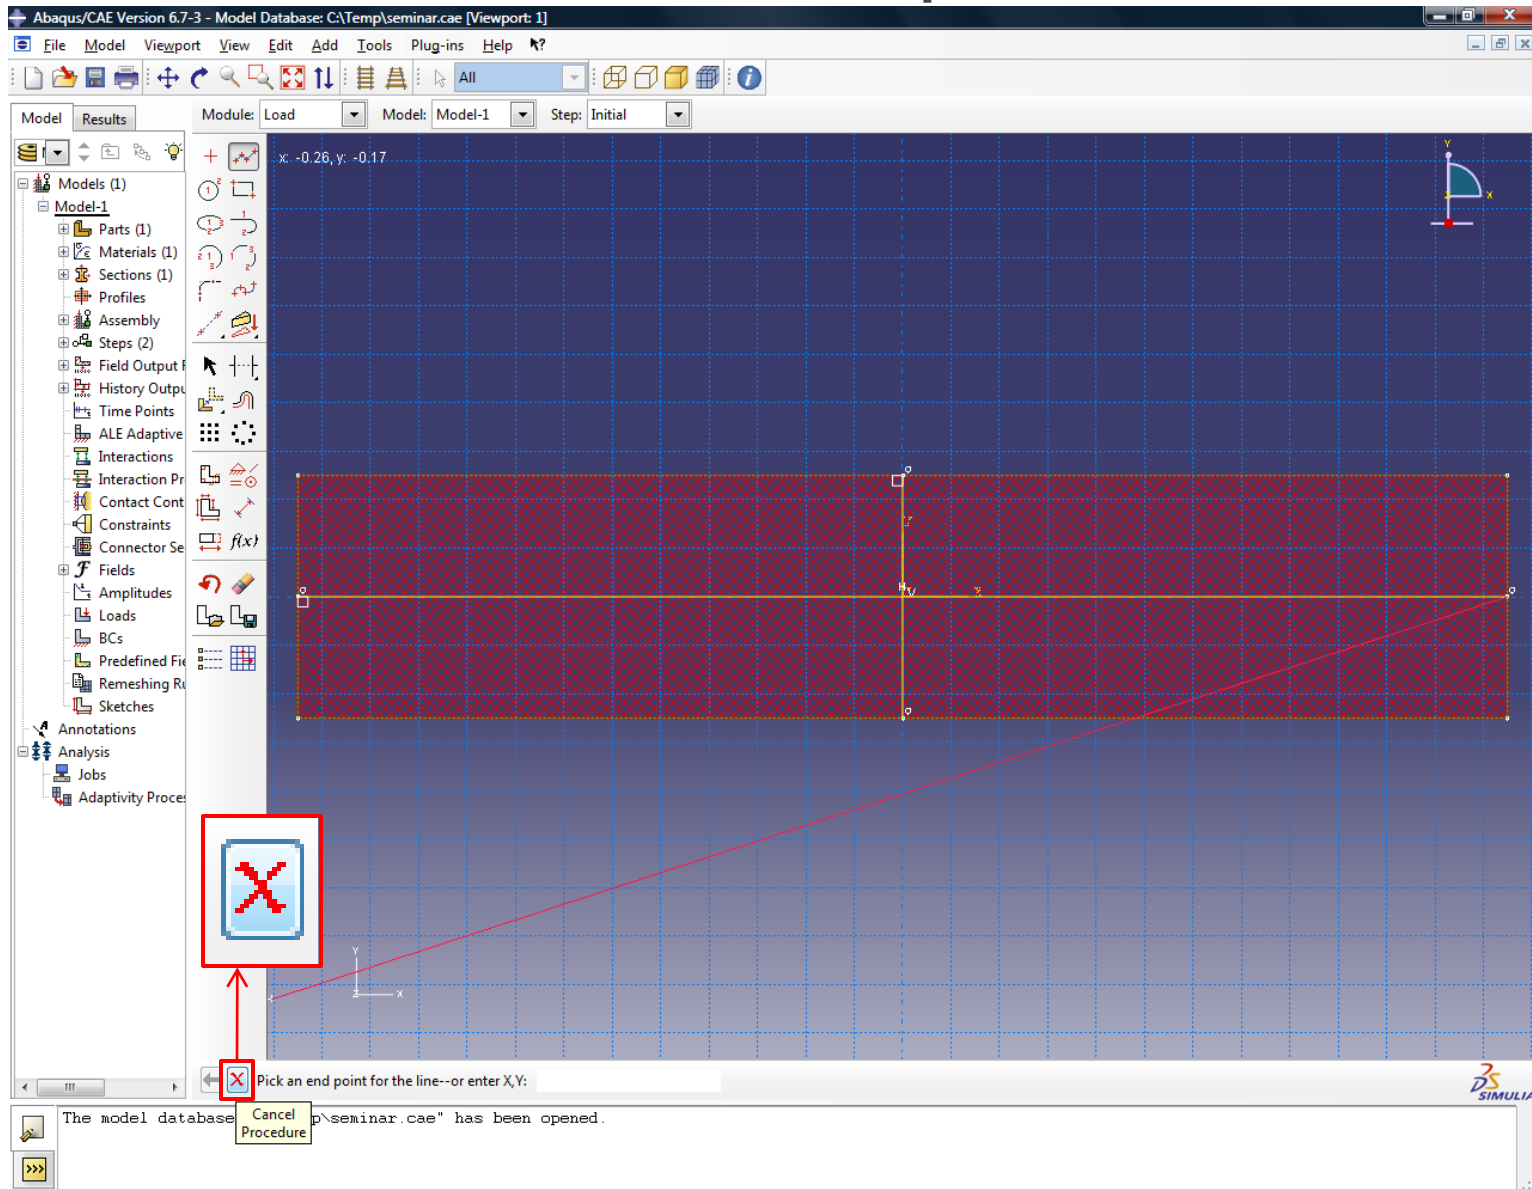 Abaqus/CAE Version 6.7-3 - Model Database: C:\Temp\seminar.cae [Viewport: 1]
File Model Viewport View Edit Add Tools Plug-ins Help
All
Model Results
Module: Load Model: Model-1 Step: Initial
x: -0.26, y: -0.17
Models (1)
Model-1
Parts (1)
Materials (1)
Sections (1)
Profiles
Assembly
Steps (2)
Field Output
History Outpu
Time Points
ALE Adaptive
Interactions
Interaction Pr
Contact Cont
Constraints
Connector Se
Fields
Amplitudes
Loads
BCs
Predefined Fie
Remeshing Ru
Sketches
Annotations
Analysis
Jobs
Adaptivity Proce
f(x)
Y
X
Z
H
V
Y
X
Z
Pick an end point for the line--or enter X,Y:
SIMULIA
Cancel
Procedure
The model database p\seminar.cae" has been opened.
>>>